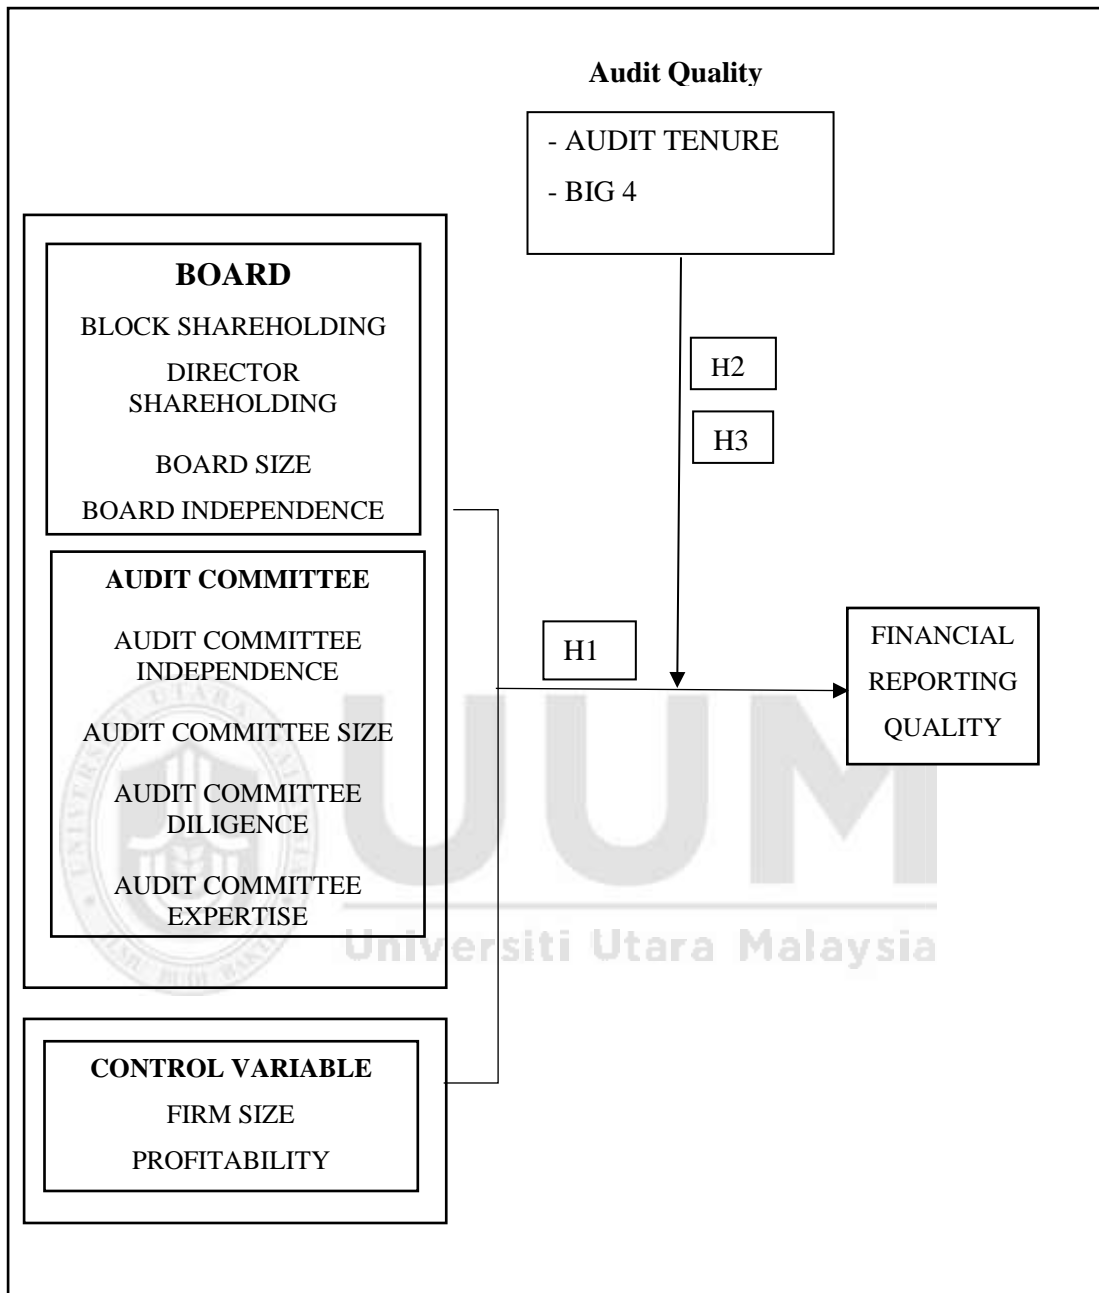 Audit Quality
- AUDIT TENURE
- BIG 4
BOARD
BLOCK SHAREHOLDING
DIRECTOR
SHAREHOLDING
BOARD SIZE
BOARD INDEPENDENCE
AUDIT COMMITTEE
AUDIT COMMITTEE
INDEPENDENCE
AUDIT COMMITTEE SIZE
AUDIT COMMITTEE
DILIGENCE
AUDIT COMMITTEE
EXPERTISE
CONTROL VARIABLE
FIRM SIZE
PROFITABILITY
H2
H3
H1
FINANCIAL
REPORTING
QUALITY
UUM
Universiti Utara Malaysia